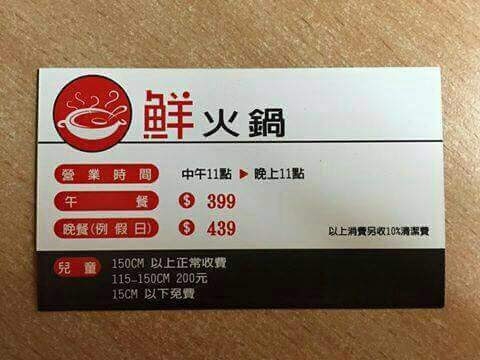 鮮火鍋
營業時間 中午11點 ▶ 晚上11點
午餐 $ 399
晚餐(例假日) $ 439
以上消費另收10%清潔費
兒童 150CM 以上正常收費
115-150CM 200元
15CM 以下免費